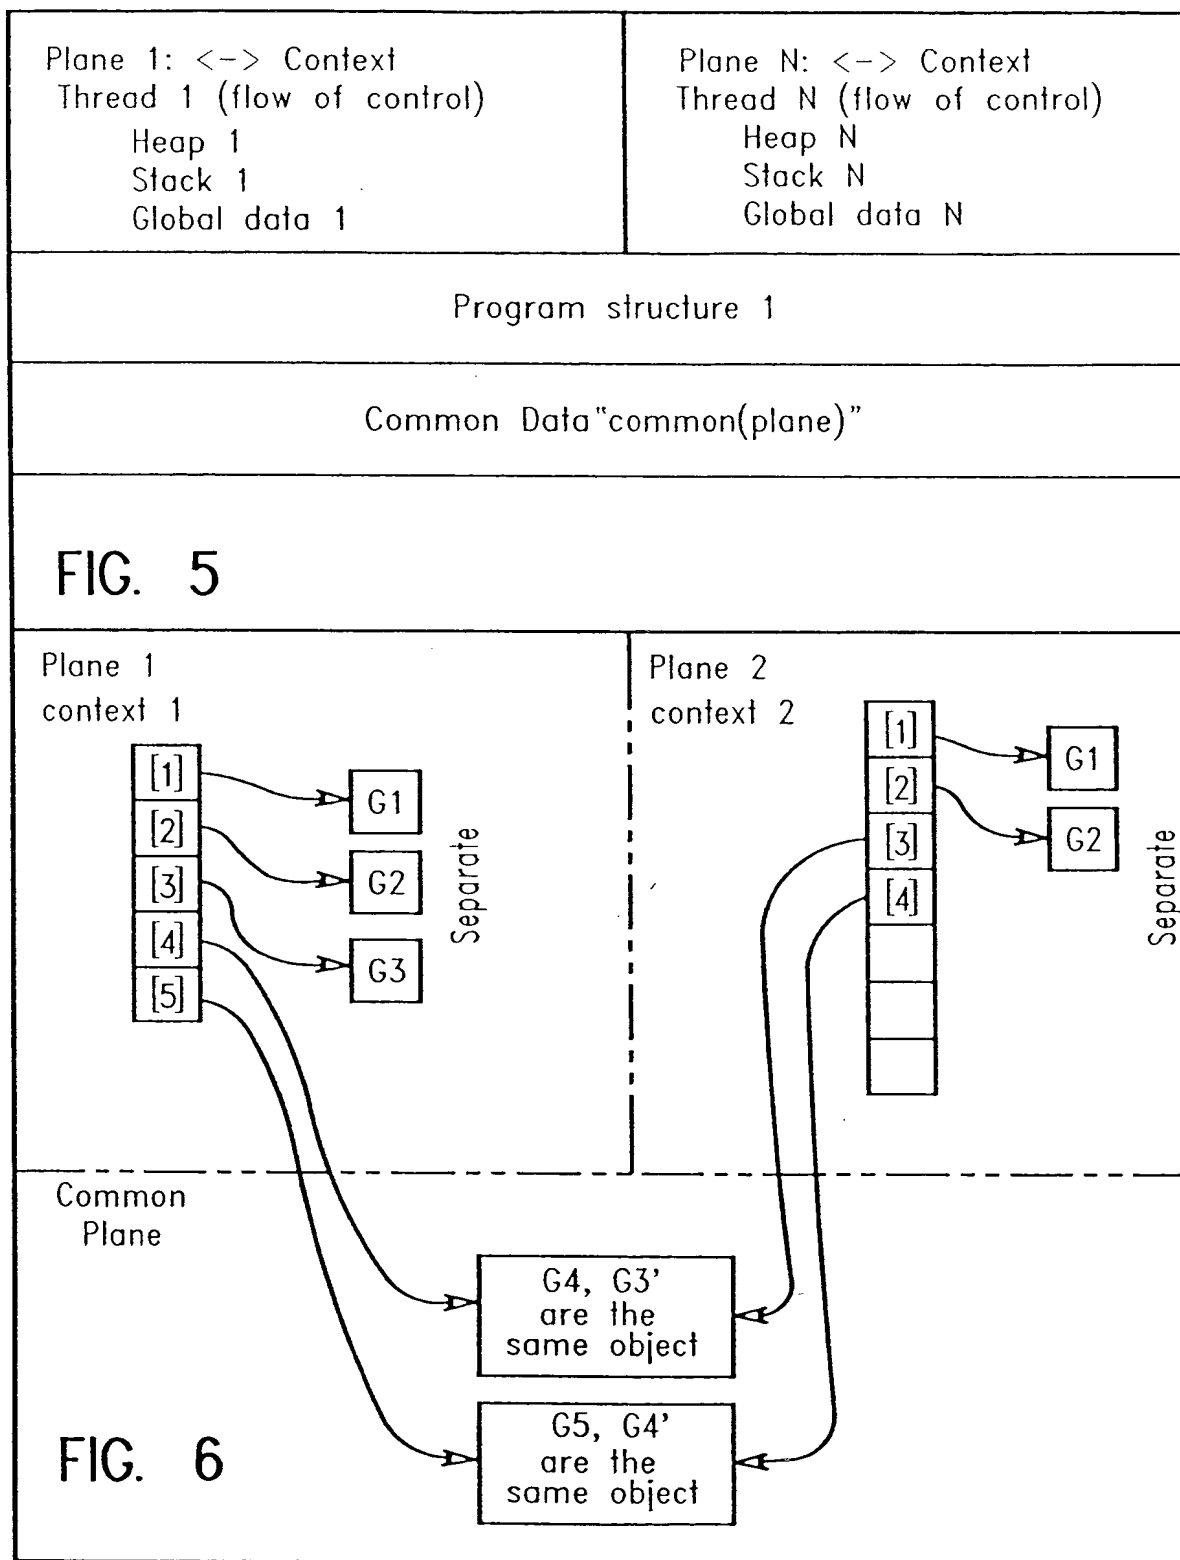 Plane 1: <-> Context
Thread 1 (flow of control)
Heap 1
Stack 1
Global data 1
Plane N: <-> Context
Thread N (flow of control)
Heap N
Stack N
Global data N
Program structure 1
Common Data "common(plane)"
FIG. 5
Plane 1
context 1
[1]
[2]
[3]
[4]
[5]
G1
G2
G3
Separate
Plane 2
context 2
[1]
[2]
[3]
[4]
G1
G2
Separate
Common
Plane
G4, G3'
are the
same object
G5, G4'
are the
same object
FIG. 6